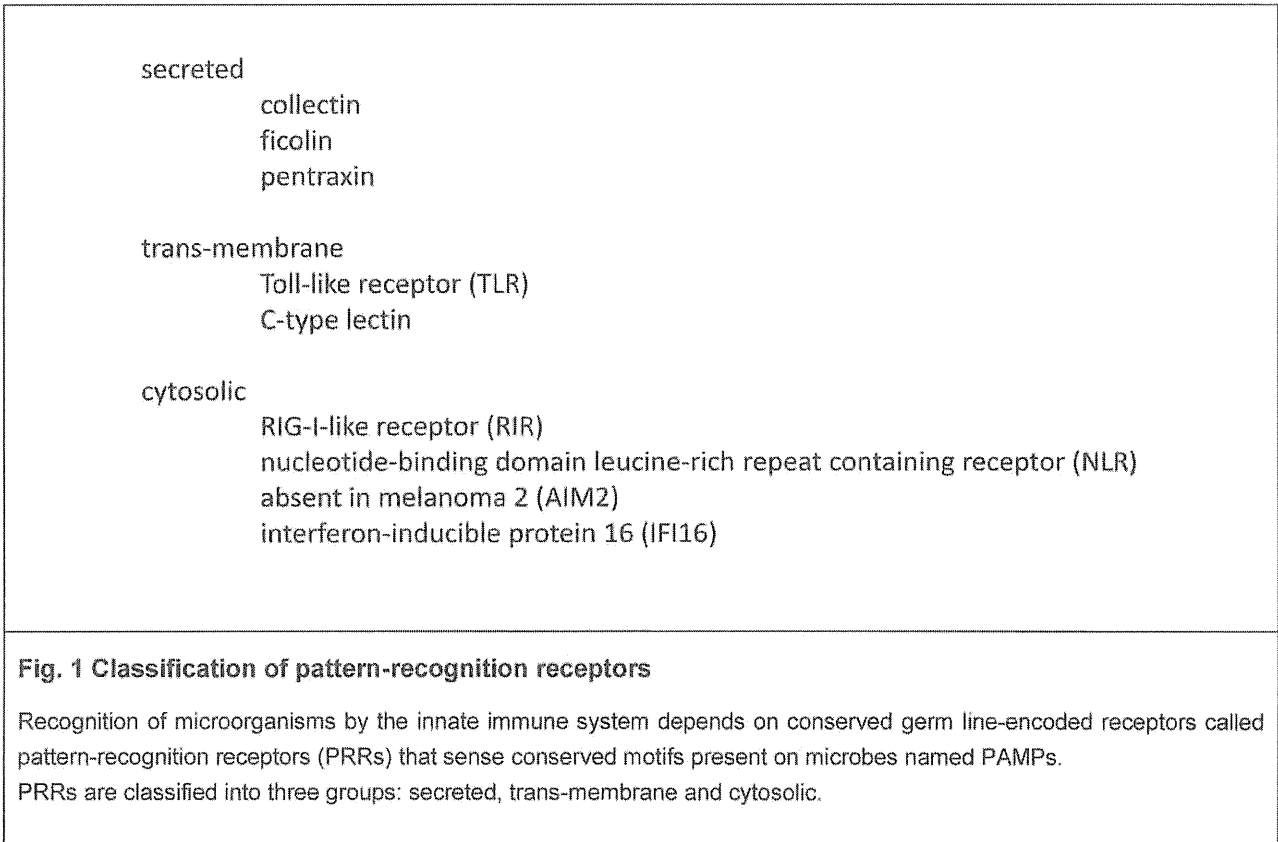 secreted
collectin
ficolin
pentraxin
trans-membrane
Toll-like receptor (TLR)
C-type lectin
cytosolic
RIG-I-like receptor (RIR)
nucleotide-binding domain leucine-rich repeat containing receptor (NLR)
absent in melanoma 2 (AIM2)
interferon-inducible protein 16 (IFI16)
Fig. 1 Classification of pattern-recognition receptors
Recognition of microorganisms by the innate immune system depends on conserved germ line-encoded receptors called
pattern-recognition receptors (PRRs) that sense conserved motifs present on microbes named PAMPs.
PRRs are classified into three groups: secreted, trans-membrane and cytosolic.